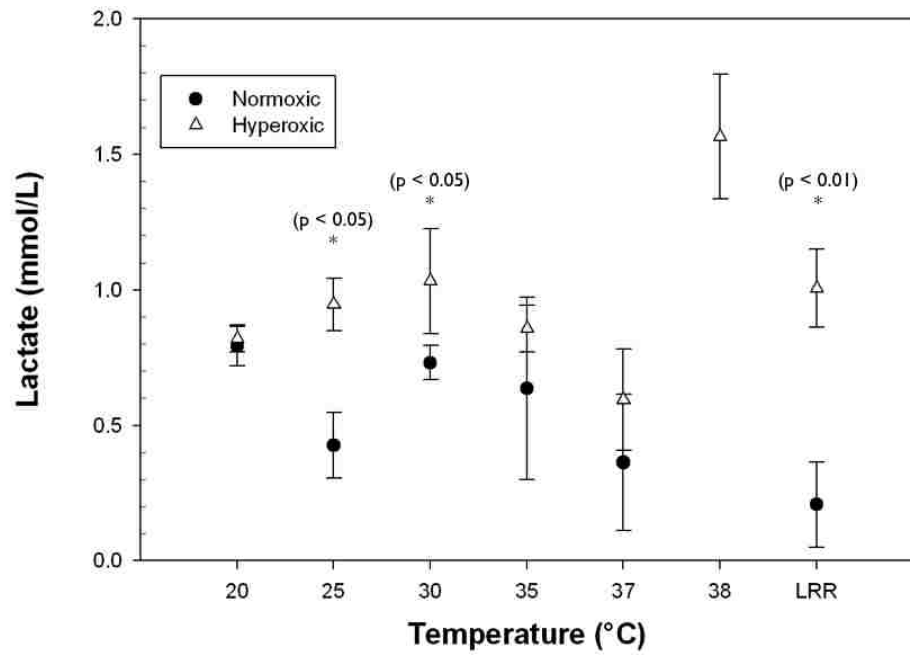 2.0
Normoxic
Hyperoxic
1.5
(p < 0.05)
*
(p < 0.01)
*
(p < 0.05)
*
1.0
0.5
0.0
20 25 30 35 37 38 LRR
Lactate (mmol/L)
Temperature (°C)